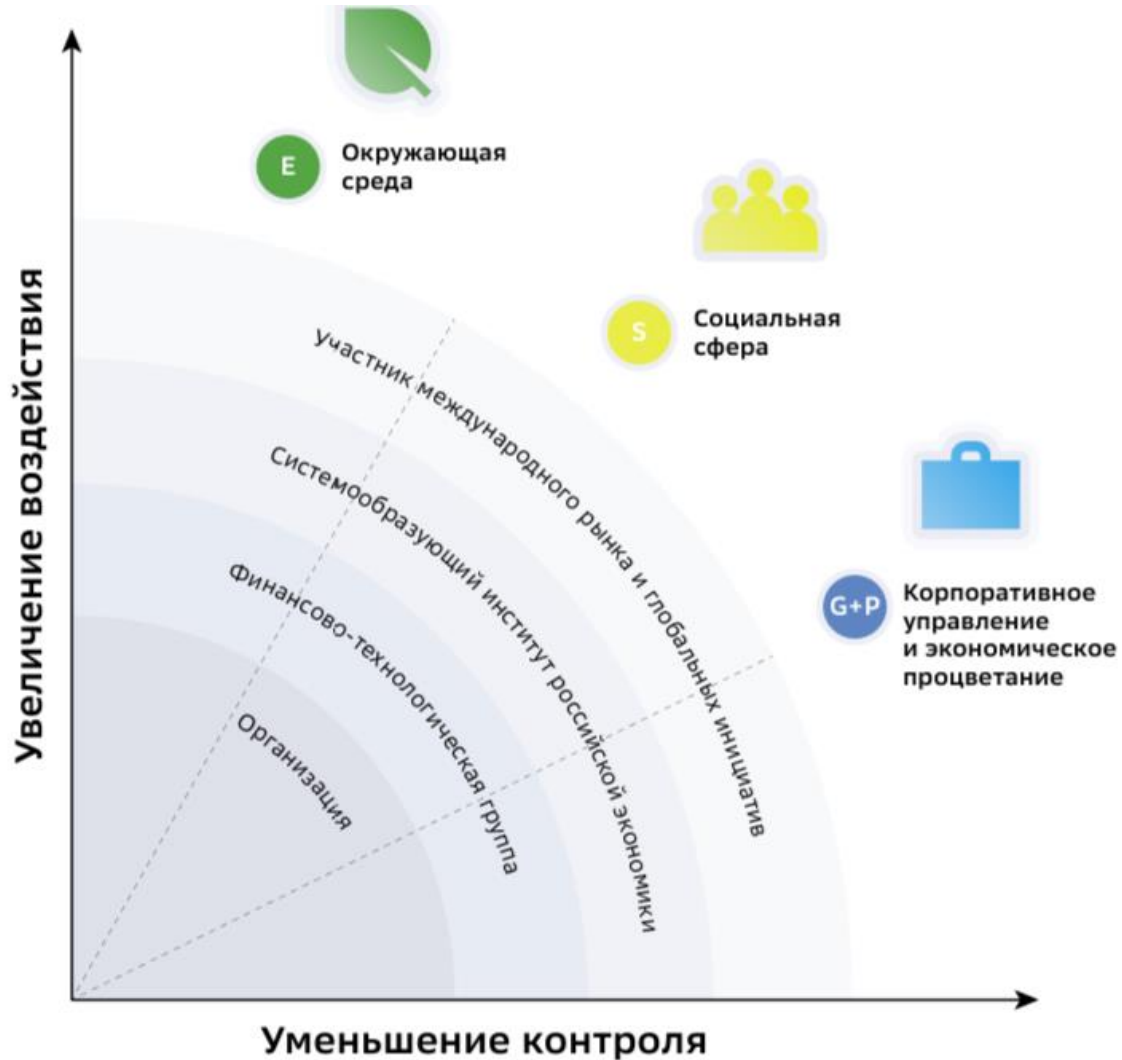 Увеличение воздействия
E
Окружающая
среда
S
Социальная
сфера
G+P
Корпоративное
управление
и экономическое
процветание
Участник международного рынка и глобальных инициатив
Системообразующий институт российской экономики
Финансово-технологическая группа
Организация
Уменьшение контроля